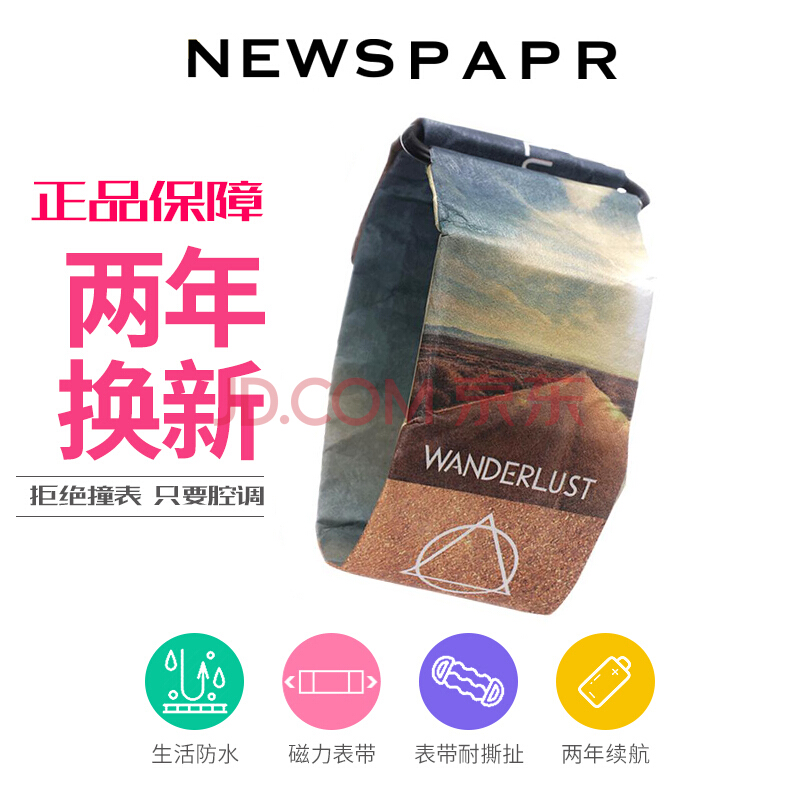 NEWSPAPR
正品保障
两年
换新
拒绝撞表 只要腔调
JD.COM 京东
WANDERLUST
生活防水
磁力表带
表带耐撕扯
两年续航